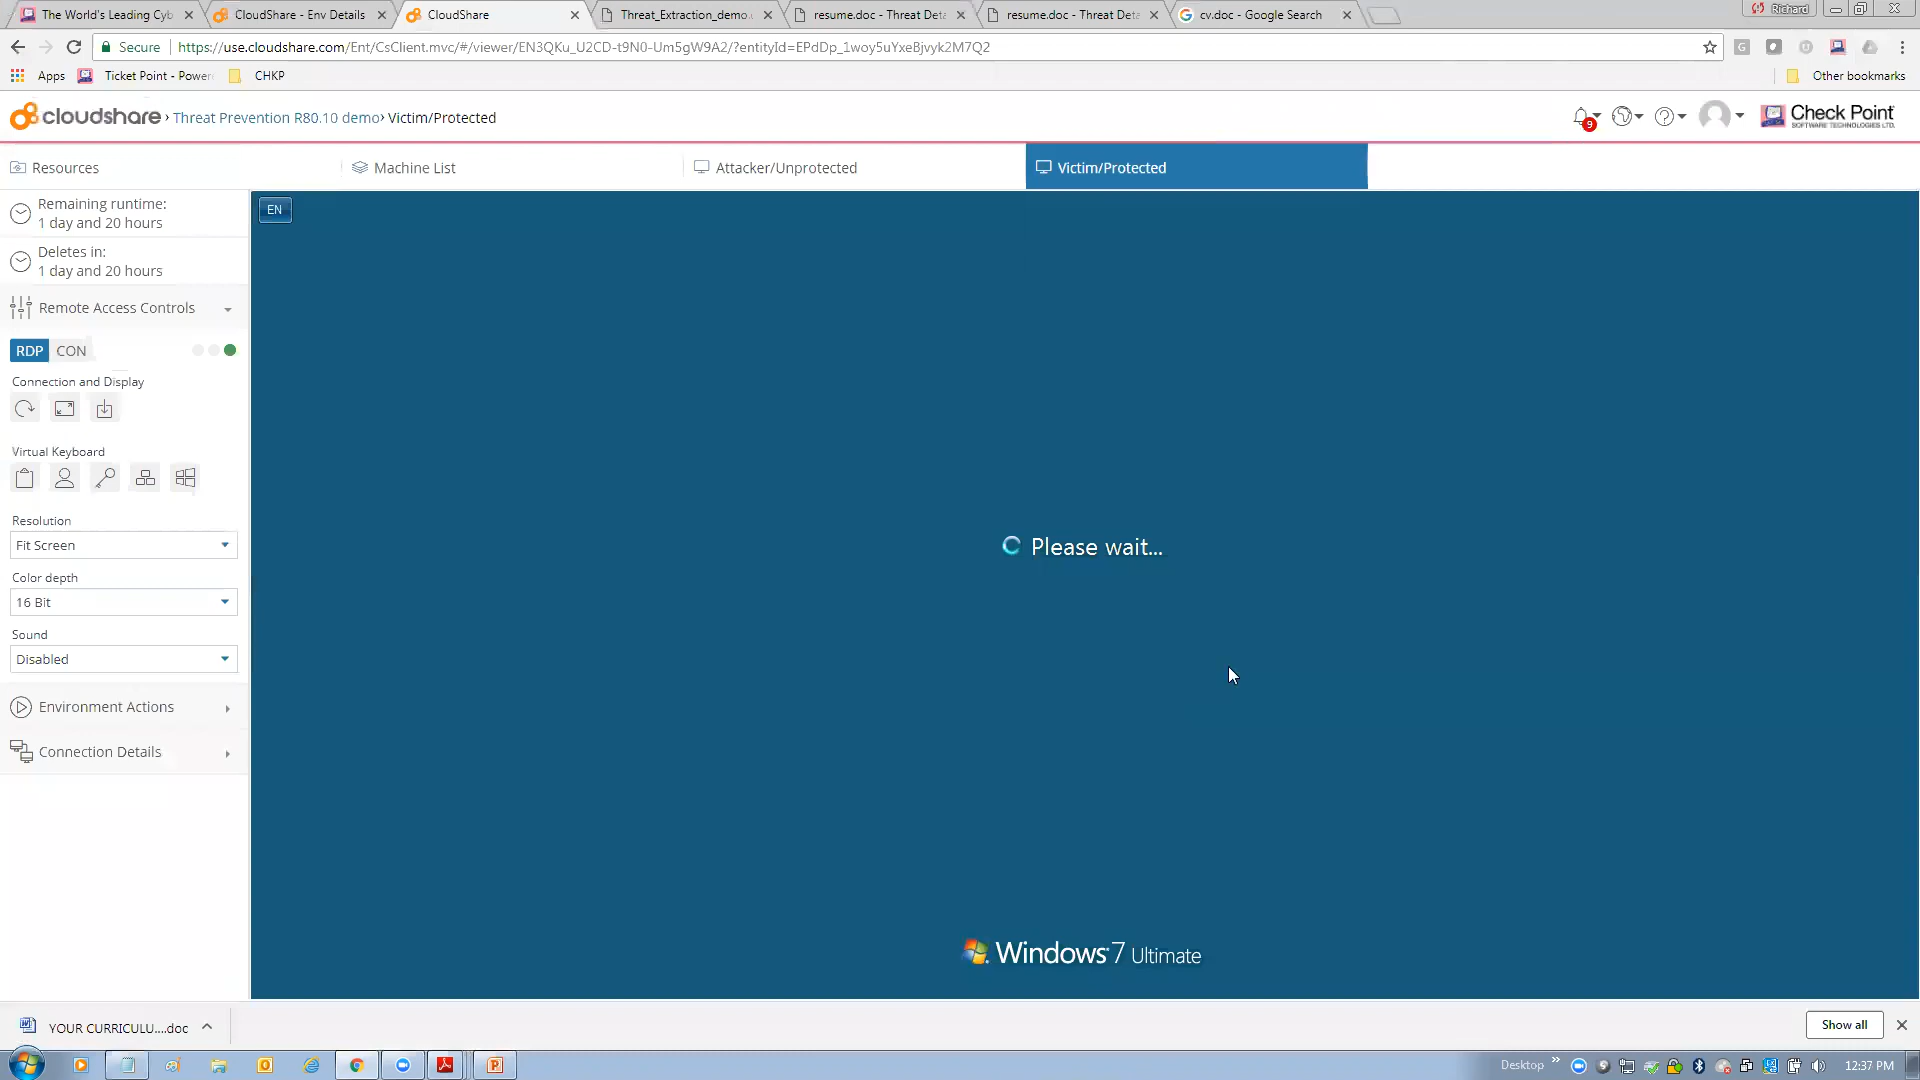 The World's Leading Cyb
CloudShare - Env Details
CloudShare
Threat_Extraction_demo.
resume.doc - Threat Deta
resume.doc - Threat Deta
cv.doc - Google Search
Richard
Secure
https://use.cloudshare.com/Ent/CsClient.mvc/#/viewer/EN3QKu_U2CD-t9N0-Um5gW9A2/?entityId=EPdDp_1woy5uYxeBjvyk2M7Q2
Apps
Ticket Point - Power
CHKP
Other bookmarks
cloudshare › Threat Prevention R80.10 demo› Victim/Protected
9
Check Point
SOFTWARE TECHNOLOGIES LTD.
Resources
Machine List
Attacker/Unprotected
Victim/Protected
Remaining runtime:
1 day and 20 hours
Deletes in:
1 day and 20 hours
Remote Access Controls
RDP CON
Connection and Display
Virtual Keyboard
Resolution
Fit Screen
Color depth
16 Bit
Sound
Disabled
Environment Actions
Connection Details
EN
Please wait...
Windows 7 Ultimate
YOUR CURRICULU....doc
Show all
Desktop
12:37 PM